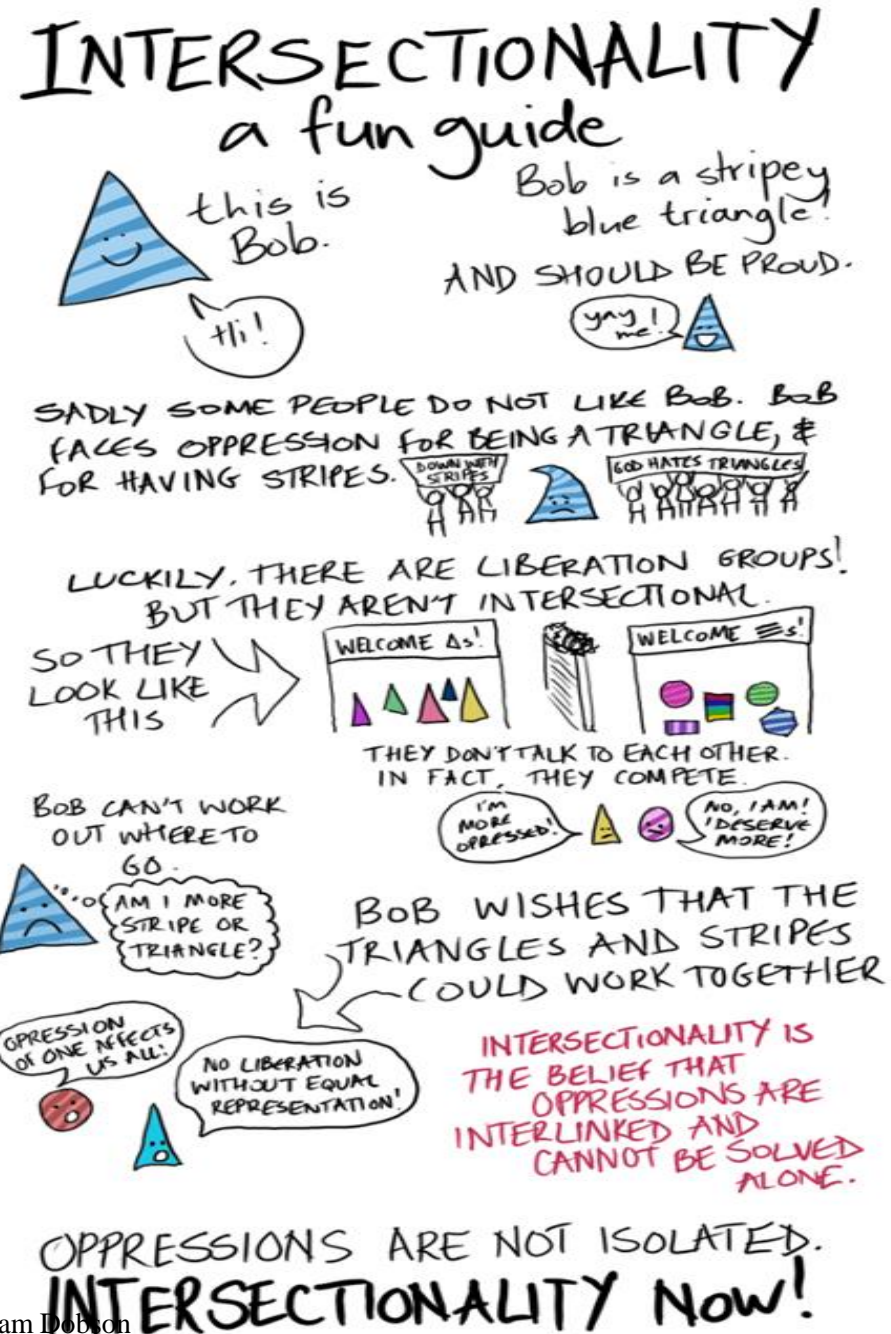 INTERSECTIONALITY
a fun guide
this is
Bob.
Hi!
Bob is a stripey
blue triangle!
AND SHOULD BE PROUD.
yay!
me!
SADLY SOME PEOPLE DO NOT LIKE BOB. BOB
FACES OPPRESSION FOR BEING A TRIANGLE, &
FOR HAVING STRIPES.
DOWN WITH
STRIPES
GOD HATES TRIANGLES
LUCKILY, THERE ARE LIBERATION GROUPS!
BUT THEY AREN'T INTERSECTIONAL.
SO THEY
LOOK LIKE
THIS
WELCOME Δs!
WELCOME ☰s!
THEY DON'T TALK TO EACH OTHER.
IN FACT, THEY COMPETE.
I'M
MORE
OPRESSED!
NO, I AM!
I DESERVE
MORE!
BOB CAN'T WORK
OUT WHERE TO
GO.
AM I MORE
STRIPE OR
TRIANGLE?
BOB WISHES THAT THE
TRIANGLES AND STRIPES
COULD WORK TOGETHER
OPRESSION
OF ONE AFFECTS
US ALL!
NO LIBERATION
WITHOUT EQUAL
REPRESENTATION!
INTERSECTIONALITY IS
THE BELIEF THAT
OPPRESSIONS ARE
INTERLINKED AND
CANNOT BE SOLVED
ALONE.
OPPRESSIONS ARE NOT ISOLATED.
INTERSECTIONALITY NOW!
am Dobson